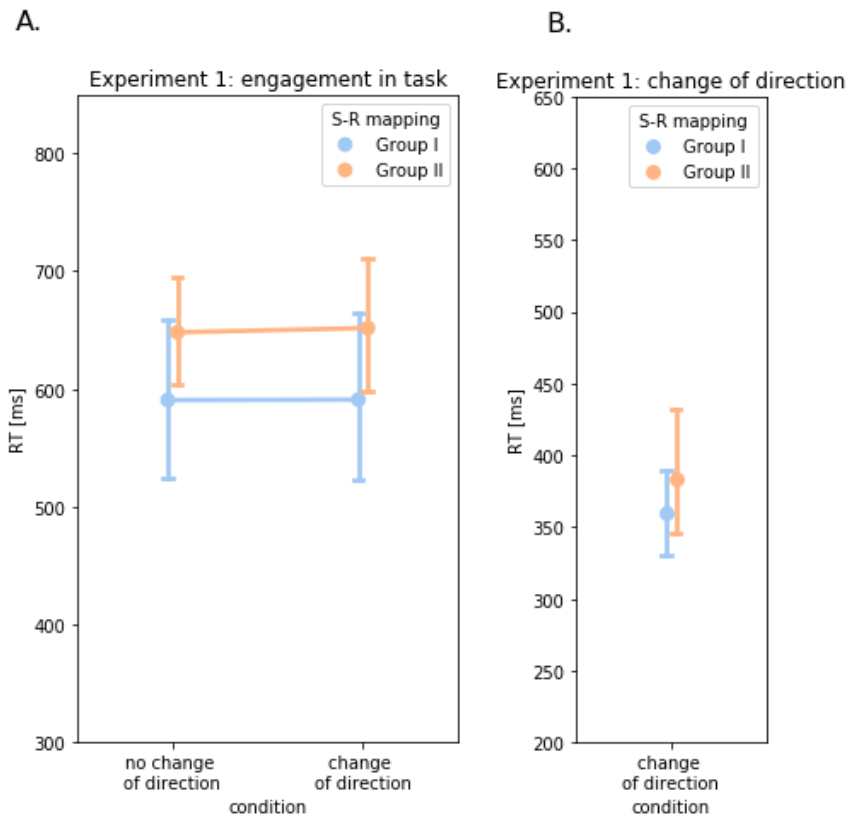 A.
Experiment 1: engagement in task
S-R mapping
Group I
Group II
800
700
600
500
400
300
RT [ms]
no change
of direction
change
of direction
condition
B.
Experiment 1: change of direction
S-R mapping
Group I
Group II
650
600
550
500
450
400
350
300
250
200
RT [ms]
change
of direction
condition